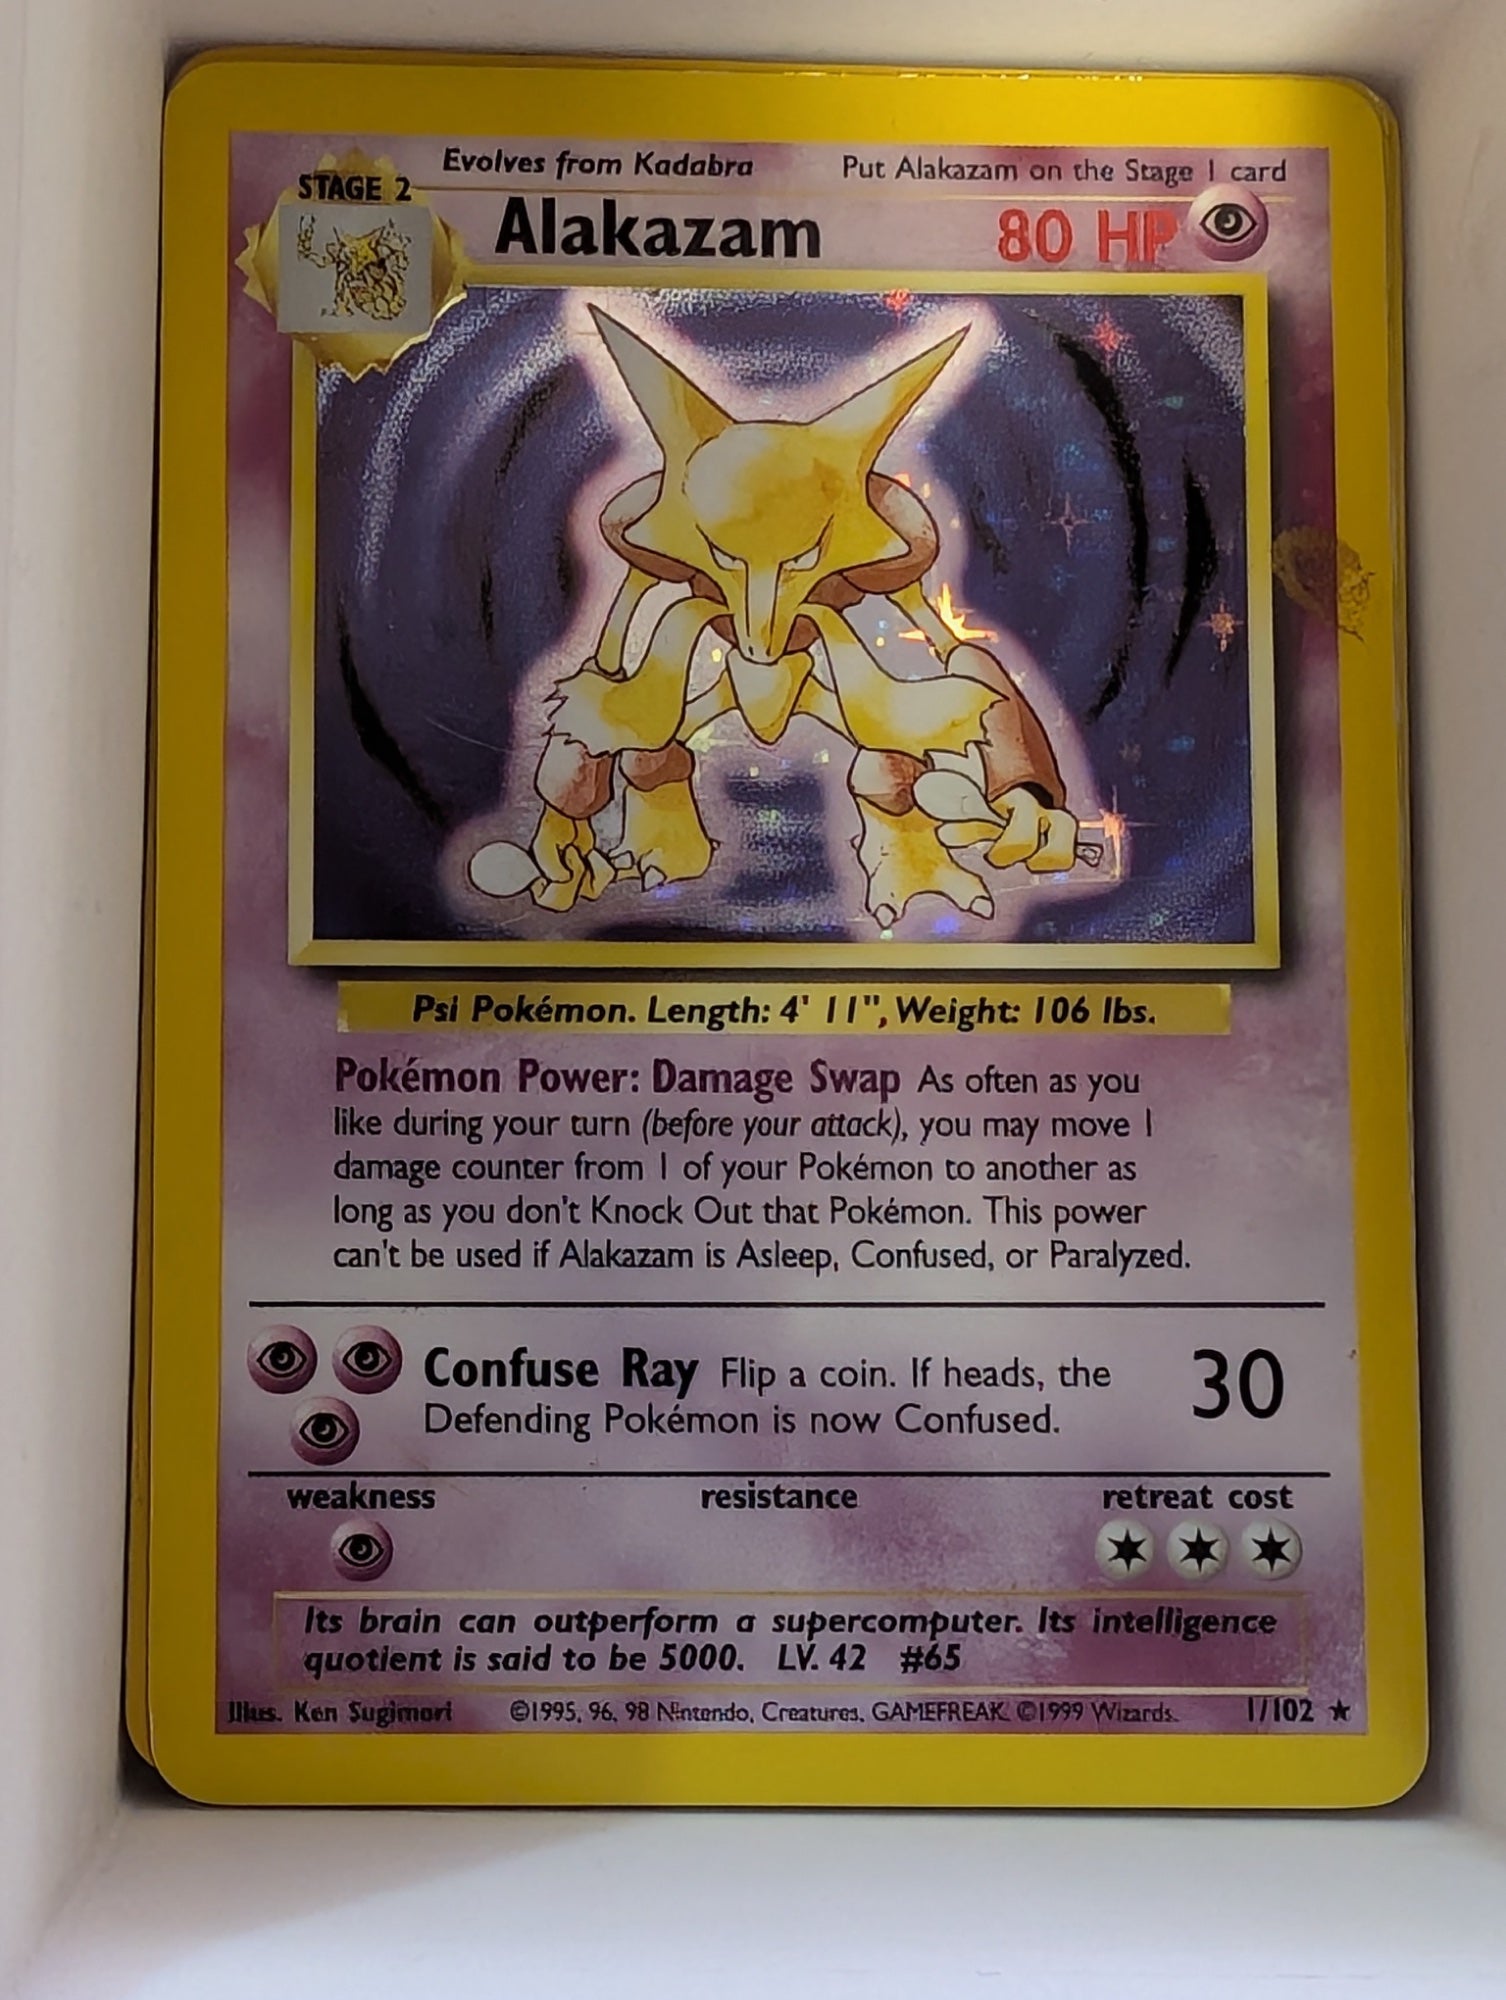 Evolves from Kadabra Put Alakazam on the Stage 1 card
STAGE 2
Alakazam 80 HP
Psi Pokémon. Length: 4' 11", Weight: 106 lbs.
Pokémon Power: Damage Swap As often as you
like during your turn (before your attack), you may move 1
damage counter from 1 of your Pokémon to another as
long as you don't Knock Out that Pokémon. This power
can't be used if Alakazam is Asleep, Confused, or Paralyzed.
Confuse Ray Flip a coin. If heads, the 30
Defending Pokémon is now Confused.
weakness resistance retreat cost
Its brain can outperform a supercomputer. Its intelligence
quotient is said to be 5000. LV. 42 #65
Illus. Ken Sugimori ©1995, 96, 98 Nintendo, Creatures, GAMEFREAK. ©1999 Wizards. 1/102 ★